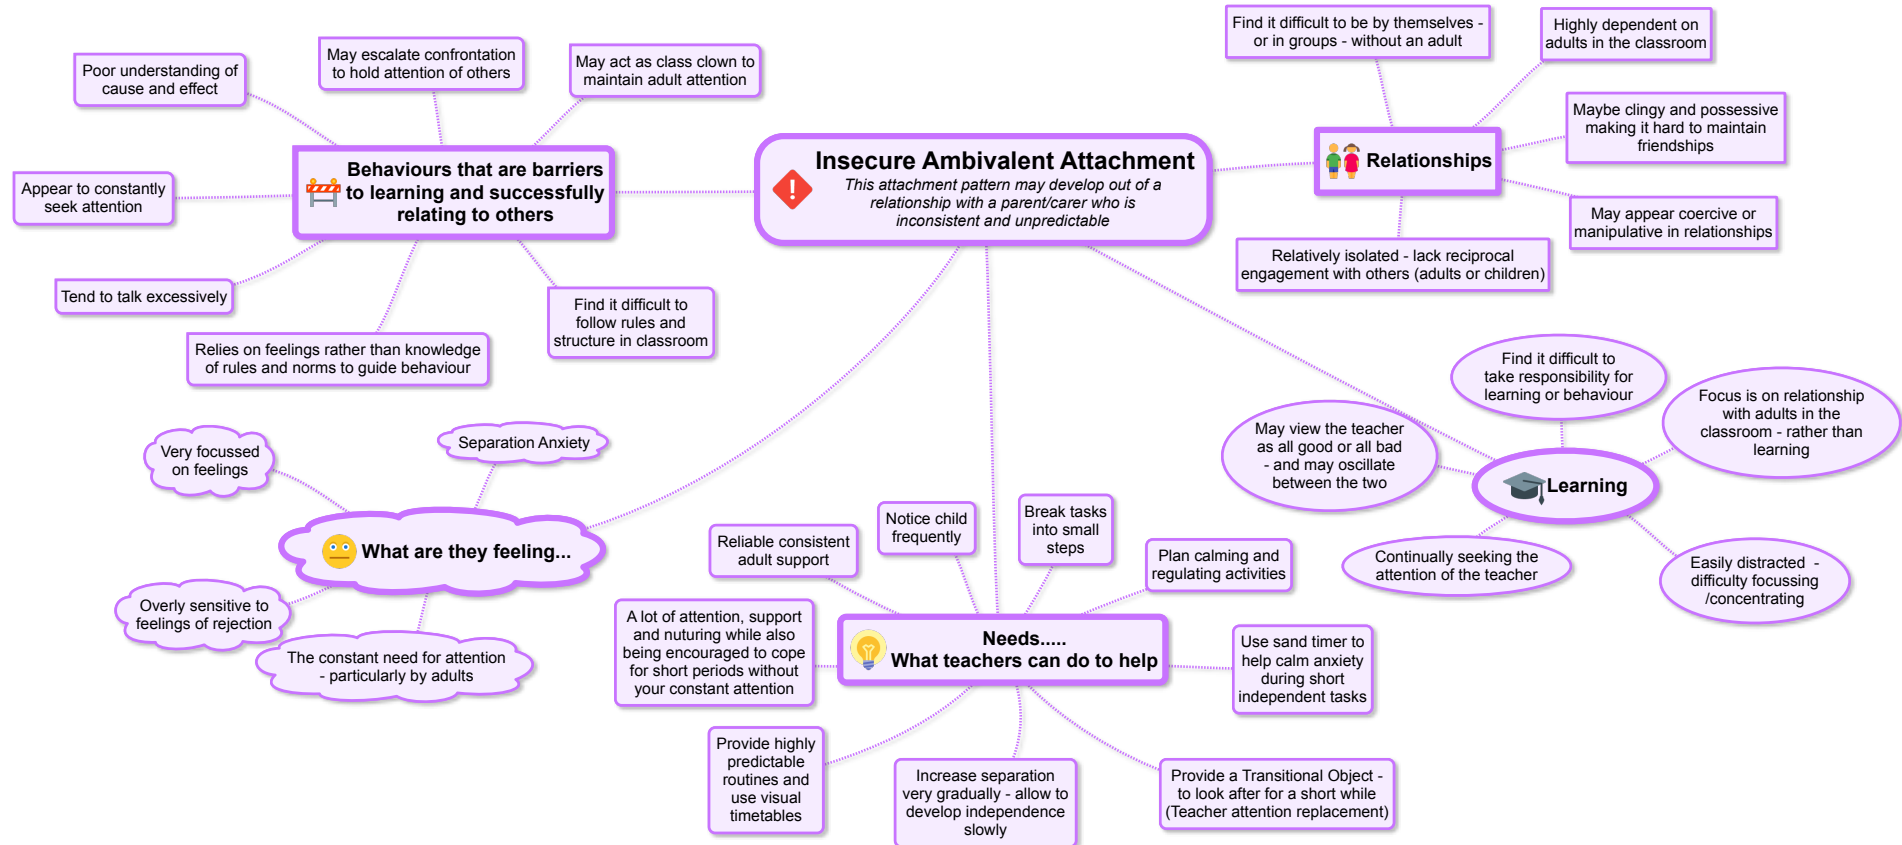 Insecure Ambivalent Attachment
This attachment pattern may develop out of a
relationship with a parent/carer who is
inconsistent and unpredictable
Behaviours that are barriers
to learning and successfully
relating to others
Poor understanding of
cause and effect
May escalate confrontation
to hold attention of others
May act as class clown to
maintain adult attention
Appear to constantly
seek attention
Tend to talk excessively
Relies on feelings rather than knowledge
of rules and norms to guide behaviour
Find it difficult to
follow rules and
structure in classroom
Relationships
Find it difficult to be by themselves -
or in groups - without an adult
Highly dependent on
adults in the classroom
Maybe clingy and possessive
making it hard to maintain
friendships
May appear coercive or
manipulative in relationships
Relatively isolated - lack reciprocal
engagement with others (adults or children)
What are they feeling...
Very focussed
on feelings
Separation Anxiety
Overly sensitive to
feelings of rejection
The constant need for attention
- particularly by adults
Needs.....
What teachers can do to help
Reliable consistent
adult support
Notice child
frequently
Break tasks
into small
steps
Plan calming and
regulating activities
A lot of attention, support
and nuturing while also
being encouraged to cope
for short periods without
your constant attention
Use sand timer to
help calm anxiety
during short
independent tasks
Provide highly
predictable
routines and
use visual
timetables
Increase separation
very gradually - allow to
develop independence
slowly
Provide a Transitional Object -
to look after for a short while
(Teacher attention replacement)
Learning
Find it difficult to
take responsibility for
learning or behaviour
Focus is on relationship
with adults in the
classroom - rather than
learning
May view the teacher
as all good or all bad
- and may oscillate
between the two
Continually seeking the
attention of the teacher
Easily distracted -
difficulty focussing
/concentrating